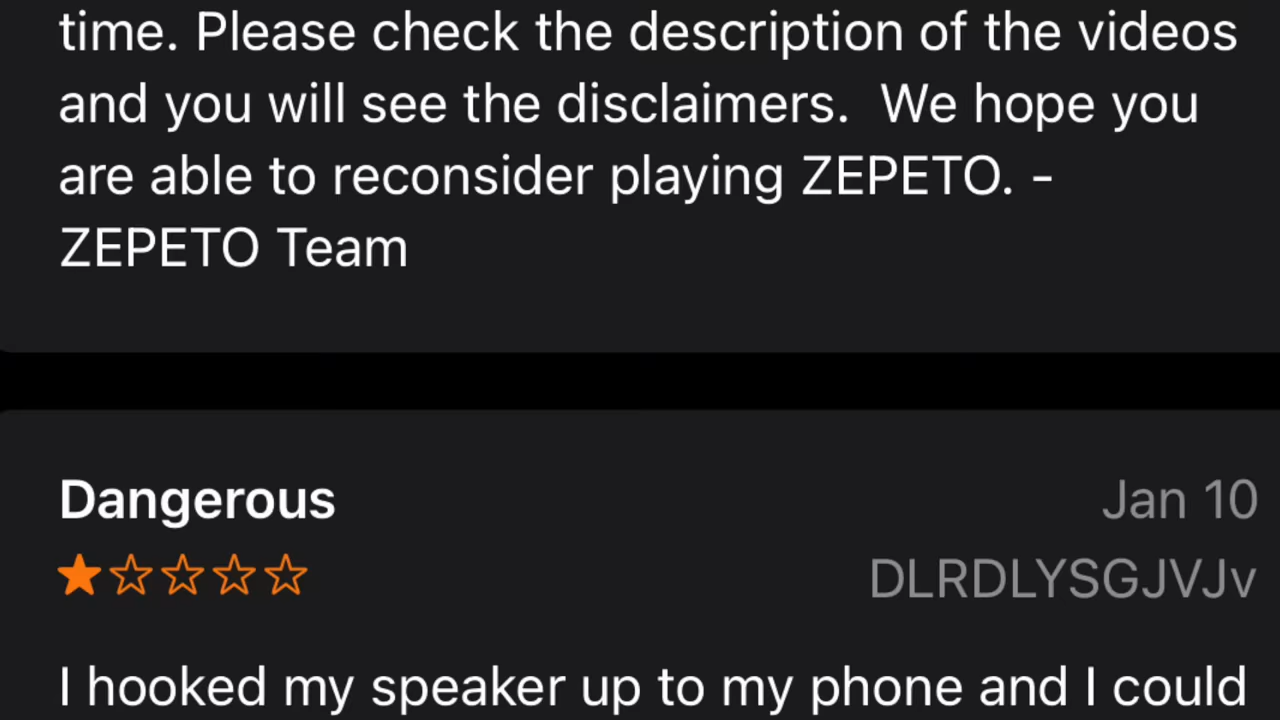 time. Please check the description of the videos
and you will see the disclaimers.  We hope you
are able to reconsider playing ZEPETO. -
ZEPETO Team
Dangerous
Jan 10
DLRDLYSGJVJv
I hooked my speaker up to my phone and I could